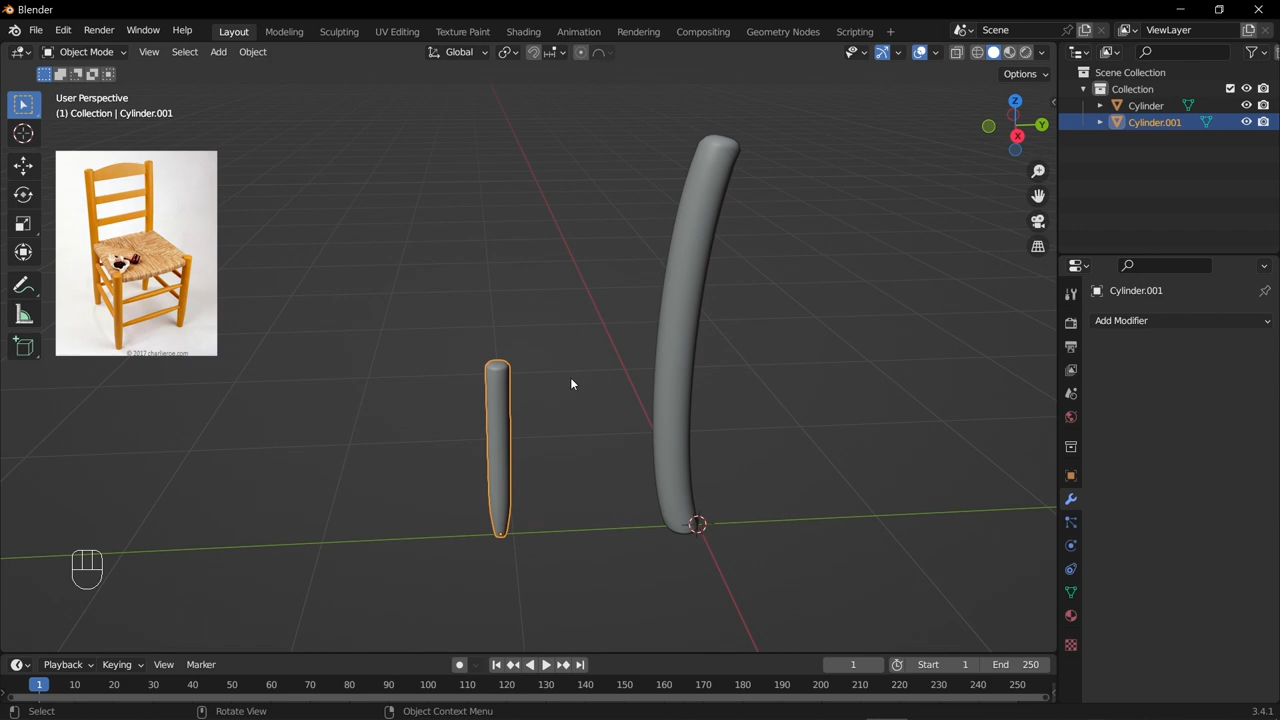 Blender
File Edit Render Window Help Layout Modeling Sculpting UV Editing Texture Paint Shading Animation Rendering Compositing Geometry Nodes Scripting Scene ViewLayer
Object Mode View Select Add Object Global
Options
User Perspective
(1) Collection | Cylinder.001
© 2017 charlieroe.com
Z
Y
X
Scene Collection
Collection
Cylinder
Cylinder.001
Cylinder.001
Add Modifier
Playback Keying View Marker 1 Start 1 End 250
1 10 20 30 40 50 60 70 80 90 100 110 120 130 140 150 160 170 180 190 200 210 220 230 240 250
Select Rotate View Object Context Menu 3.4.1